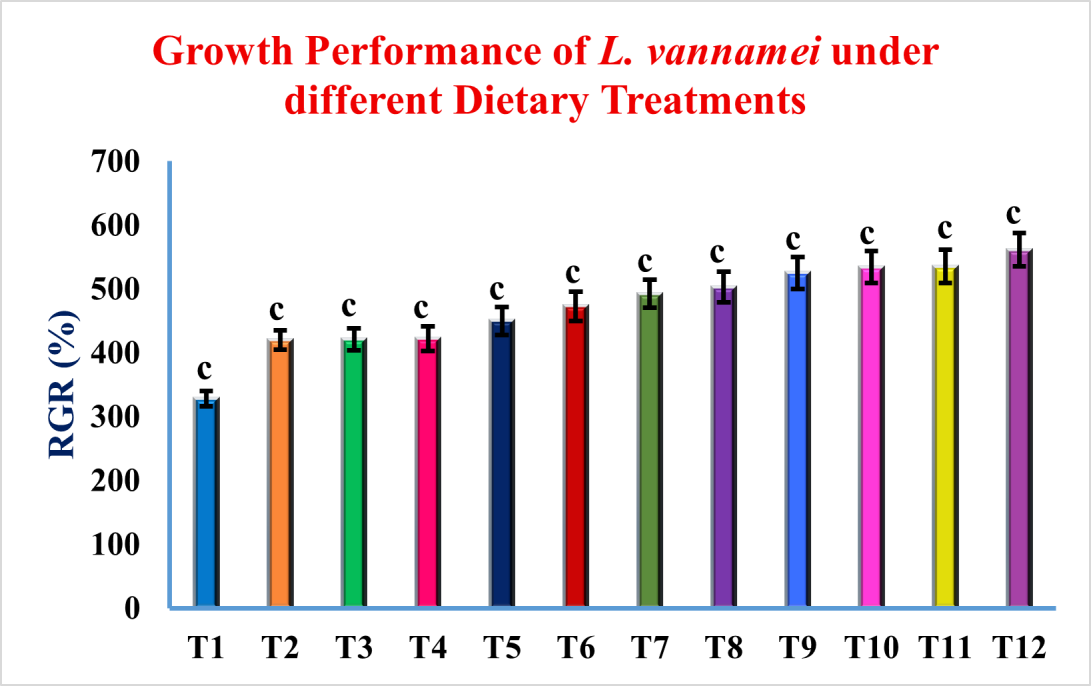 Growth Performance of L. vannamei under
different Dietary Treatments
RGR (%)
700
600
500
400
300
200
100
0
c c c c c c c c c c c c
T1 T2 T3 T4 T5 T6 T7 T8 T9 T10 T11 T12